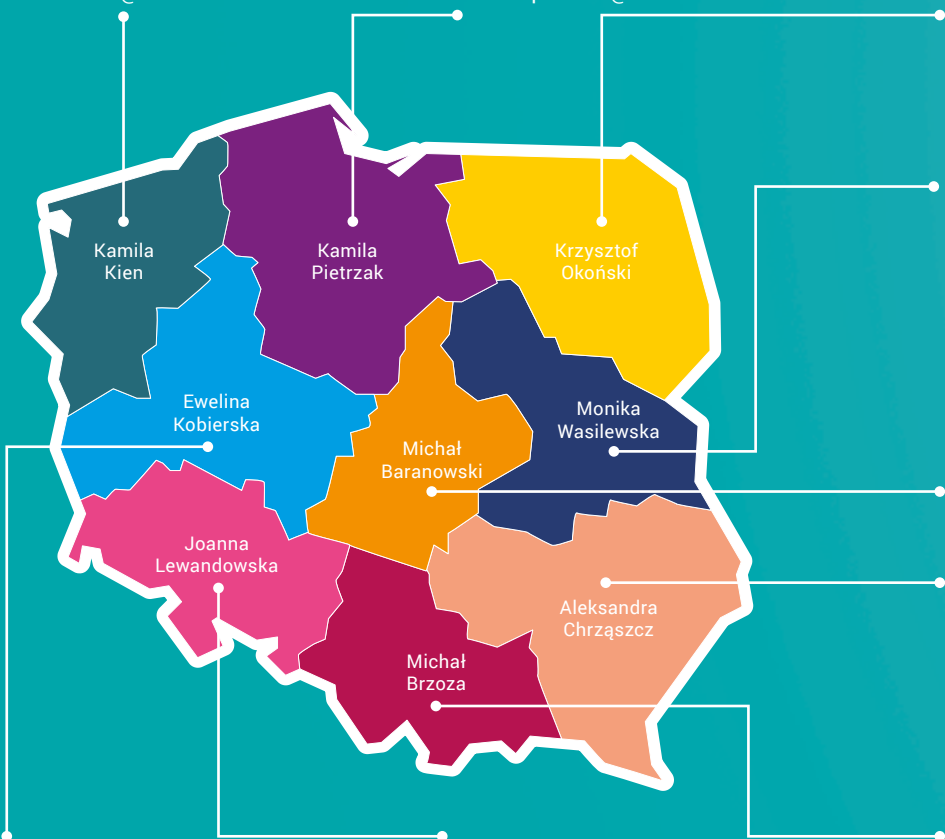 @
p @
Kamila
Kien
Kamila
Pietrzak
Krzysztof
Okoński
Ewelina
Kobierska
Monika
Wasilewska
Michał
Baranowski
Joanna
Lewandowska
Aleksandra
Chrząszcz
Michał
Brzoza